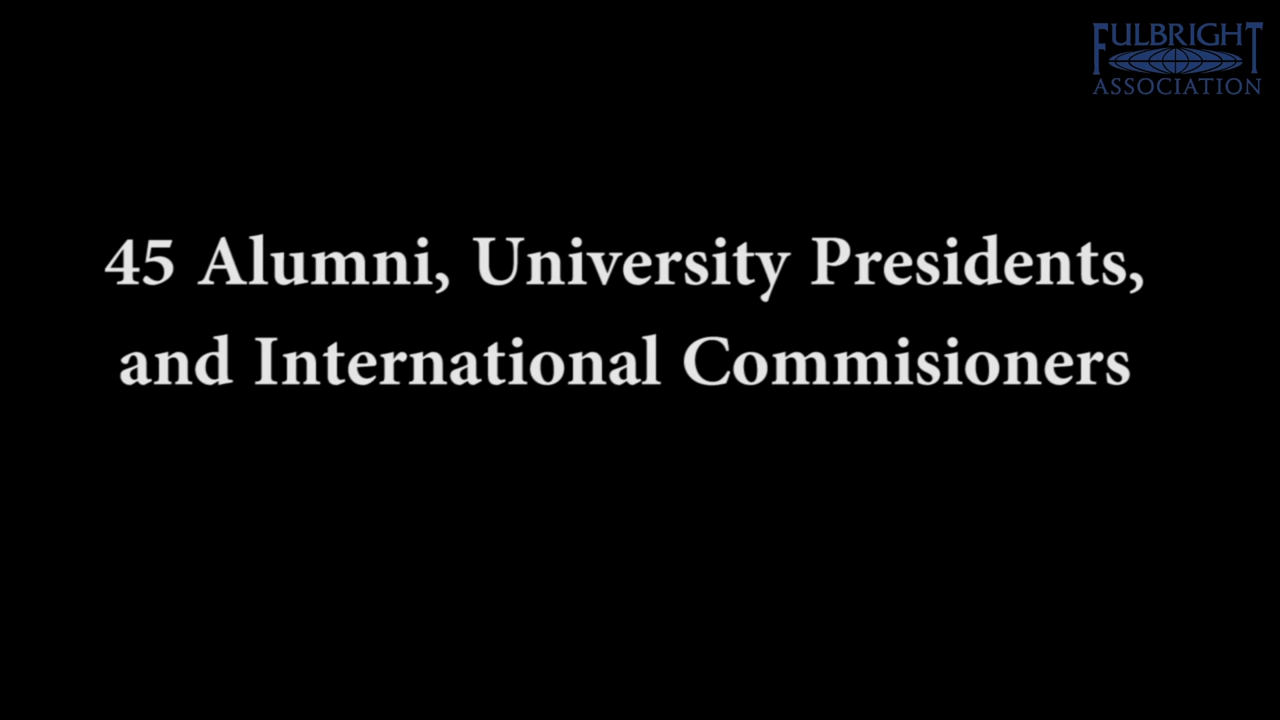 FULBRIGHT
ASSOCIATION
45 Alumni, University Presidents,
and International Commisioners